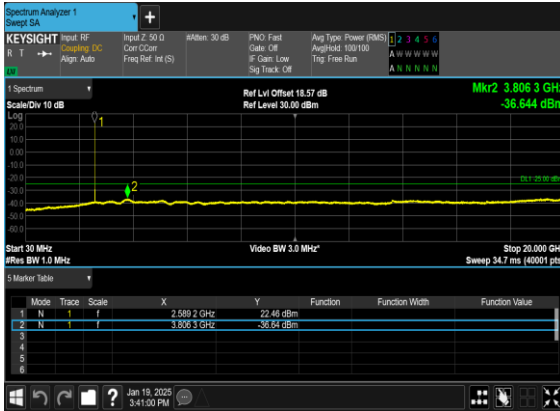 Spectrum Analyzer 1
Swept SA
+
KEYSIGHT
R T
LXI
Input: RF
Coupling: DC
Align: Auto
Input Z: 50 Ω
Corr CCorr
Freq Ref: Int (S)
#Atten: 30 dB
PNO: Fast
Gate: Off
IF Gain: Low
Sig Track: Off
Avg Type: Power (RMS)
Avg|Hold: 100/100
Trig: Free Run
1 2 3 4 5 6
A W W W W W
A N N N N N
1 Spectrum
Scale/Div 10 dB
Log
Ref Lvl Offset 18.57 dB
Ref Level 30.00 dBm
Mkr2 3.806 3 GHz
-36.644 dBm
20.0
10.0
0.00
-10.0
-20.0
-30.0
-40.0
-50.0
-60.0
1
2
DL1 -25.00 dBm
Start 30 MHz
#Res BW 1.0 MHz
Video BW 3.0 MHz*
Stop 20.000 GHz
Sweep 34.7 ms (40001 pts)
5 Marker Table
Mode Trace Scale X Y Function Function Width Function Value
1 N 1 f 2.589 2 GHz 22.46 dBm
2 N 1 f 3.806 3 GHz -36.64 dBm
3
4
5
6
?
Jan 19, 2025
3:41:00 PM